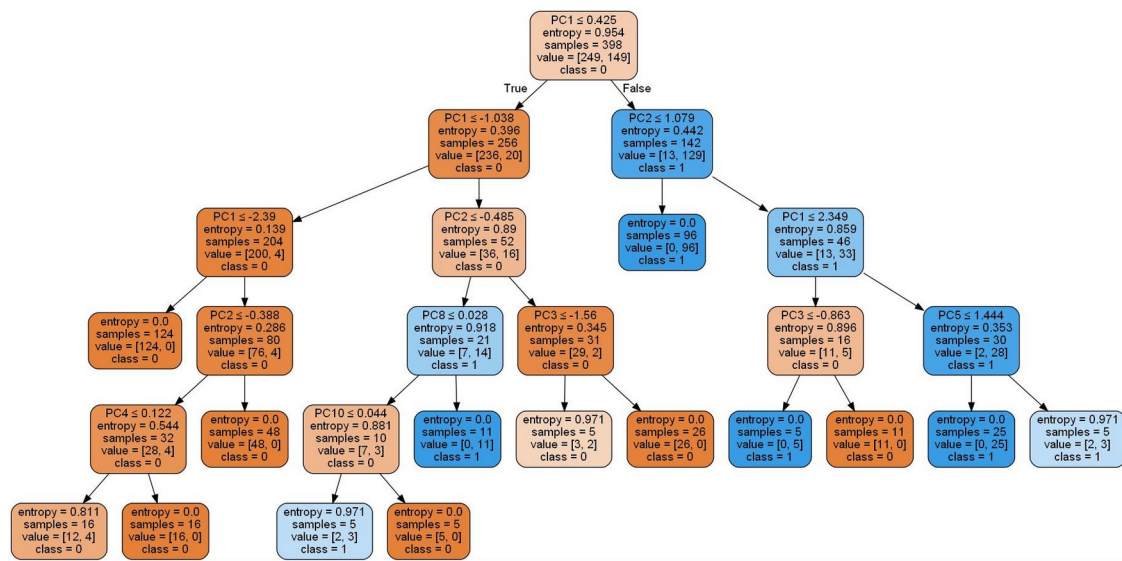 PC1 ≤ 0.425
entropy = 0.954
samples = 398
value = [249, 149]
class = 0
True
False
PC1 ≤ -1.038
entropy = 0.396
samples = 256
value = [236, 20]
class = 0
PC2 ≤ 1.079
entropy = 0.442
samples = 142
value = [13, 129]
class = 1
PC1 ≤ -2.39
entropy = 0.139
samples = 204
value = [200, 4]
class = 0
PC2 ≤ -0.485
entropy = 0.89
samples = 52
value = [36, 16]
class = 0
entropy = 0.0
samples = 96
value = [0, 96]
class = 1
PC1 ≤ 2.349
entropy = 0.859
samples = 46
value = [13, 33]
class = 1
entropy = 0.0
samples = 124
value = [124, 0]
class = 0
PC2 ≤ -0.388
entropy = 0.286
samples = 80
value = [76, 4]
class = 0
PC8 ≤ 0.028
entropy = 0.918
samples = 21
value = [7, 14]
class = 1
PC3 ≤ -1.56
entropy = 0.345
samples = 31
value = [29, 2]
class = 0
PC3 ≤ -0.863
entropy = 0.896
samples = 16
value = [11, 5]
class = 0
PC5 ≤ 1.444
entropy = 0.353
samples = 30
value = [2, 28]
class = 1
PC4 ≤ 0.122
entropy = 0.544
samples = 32
value = [28, 4]
class = 0
entropy = 0.0
samples = 48
value = [48, 0]
class = 0
PC10 ≤ 0.044
entropy = 0.881
samples = 10
value = [7, 3]
class = 0
entropy = 0.0
samples = 11
value = [0, 11]
class = 1
entropy = 0.971
samples = 5
value = [3, 2]
class = 0
entropy = 0.0
samples = 26
value = [26, 0]
class = 0
entropy = 0.0
samples = 5
value = [0, 5]
class = 1
entropy = 0.0
samples = 11
value = [11, 0]
class = 0
entropy = 0.0
samples = 25
value = [0, 25]
class = 1
entropy = 0.971
samples = 5
value = [2, 3]
class = 1
entropy = 0.811
samples = 16
value = [12, 4]
class = 0
entropy = 0.0
samples = 16
value = [16, 0]
class = 0
entropy = 0.971
samples = 5
value = [2, 3]
class = 1
entropy = 0.0
samples = 5
value = [5, 0]
class = 0